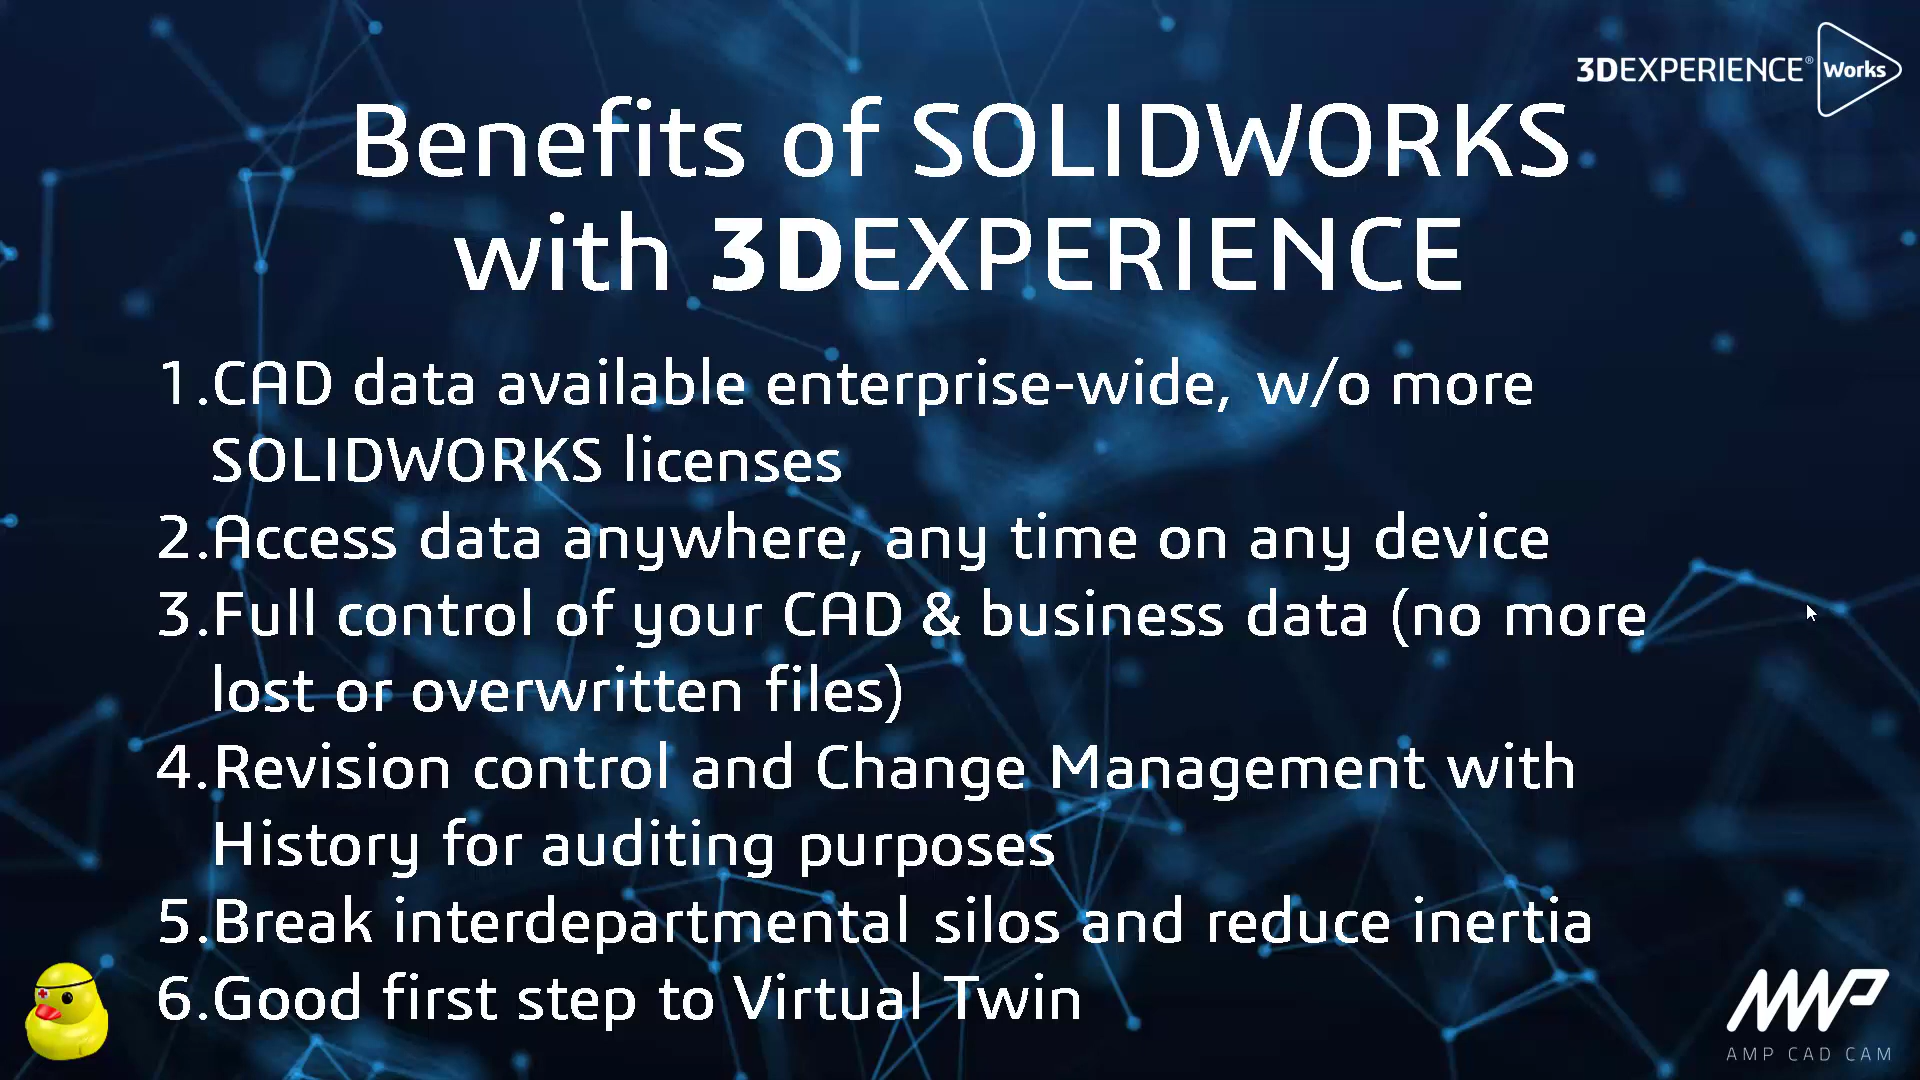 3DEXPERIENCE® Works
Benefits of SOLIDWORKS
with 3DEXPERIENCE
1.CAD data available enterprise-wide, w/o more
SOLIDWORKS licenses
2.Access data anywhere, any time on any device
3.Full control of your CAD & business data (no more
lost or overwritten files)
4.Revision control and Change Management with
History for auditing purposes
5.Break interdepartmental silos and reduce inertia
6.Good first step to Virtual Twin
AMP
AMP CAD CAM